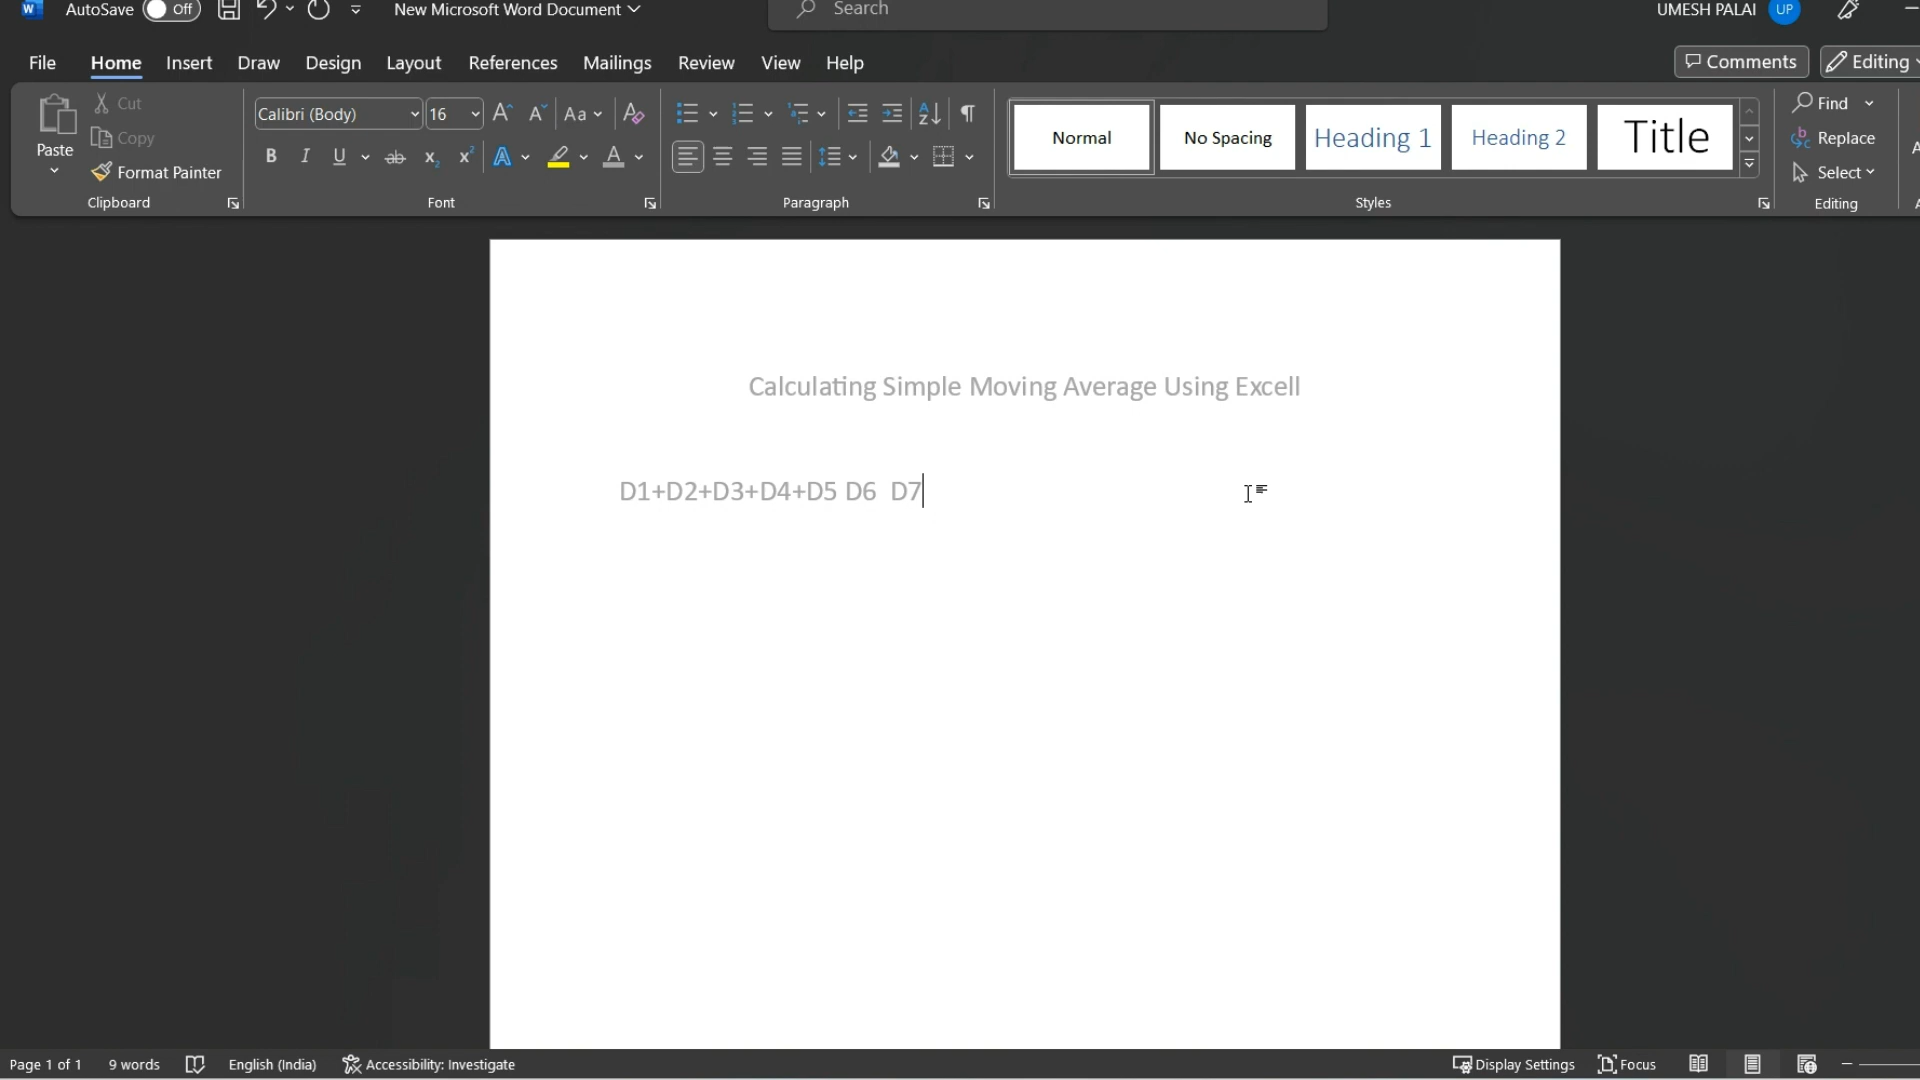 AutoSave Off New Microsoft Word Document Search UMESH PALAI UP
File Home Insert Draw Design Layout References Mailings Review View Help Comments Editing
Paste Cut Copy Format Painter Clipboard
Calibri (Body) 16 Aa B I U ab Font
Paragraph
Normal No Spacing Heading 1 Heading 2 Title Styles
Find Replace Select Editing
Calculating Simple Moving Average Using Excell
D1+D2+D3+D4+D5 D6  D7
Page 1 of 1 9 words English (India) Accessibility: Investigate Display Settings Focus